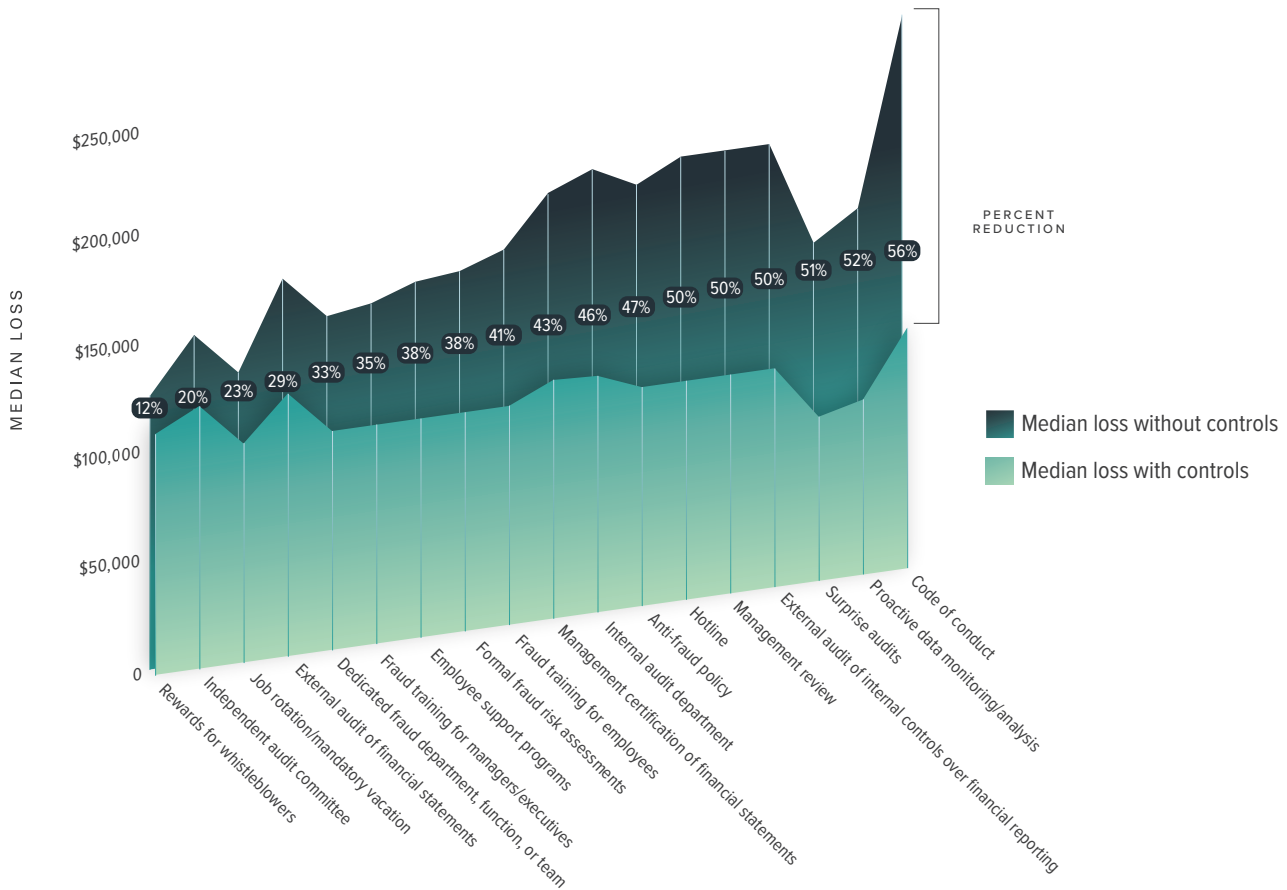 $250,000
$200,000
$150,000
$100,000
$50,000
0
MEDIAN LOSS
12%
20%
23%
29%
33%
35%
38%
38%
41%
43%
46%
47%
50%
50%
50%
51%
52%
56%
PERCENT
REDUCTION
Median loss without controls
Median loss with controls
Rewards for whistleblowers
Independent audit committee
Job rotation/mandatory vacation
External audit of financial statements
Dedicated fraud department, function, or team
Fraud training for managers/executives
Employee support programs
Formal fraud risk assessments
Fraud training for employees
Management certification of financial statements
Internal audit department
Anti-fraud policy
Hotline
Management review
External audit of internal controls over financial reporting
Surprise audits
Proactive data monitoring/analysis
Code of conduct